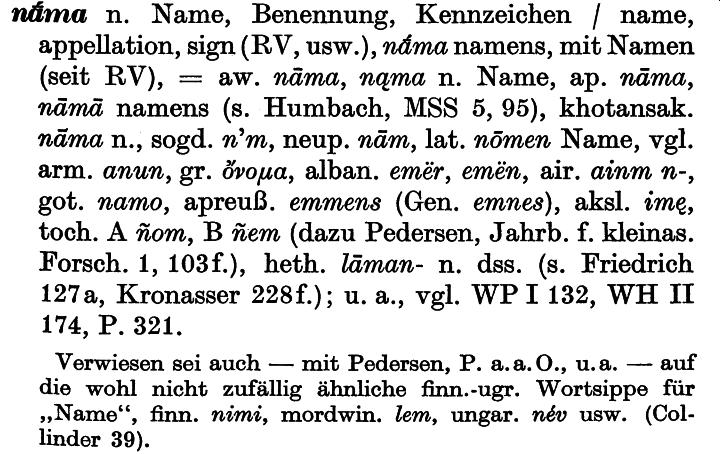 nā́ma n. Name, Benennung, Kennzeichen / name,
appellation, sign (RV, usw.), nā́ma namens, mit Namen
(seit RV), = aw. nāma, nąma n. Name, ap. nāma,
nāmā namens (s. Humbach, MSS 5, 95), khotansak.
nāma n., sogd. n’m, neup. nām, lat. nōmen Name, vgl.
arm. anun, gr. ὄνομα, alban. emër, emën, air. ainm n-,
got. namo, apreuß. emmens (Gen. emnes), aksl. imę,
toch. A ñom, B ñem (dazu Pedersen, Jahrb. f. kleinas.
Forsch. 1, 103f.), heth. lāman- n. dss. (s. Friedrich
127a, Kronasser 228f.); u. a., vgl. WP I 132, WH II
174, P. 321.
Verwiesen sei auch — mit Pedersen, P. a. a. O., u. a. — auf
die wohl nicht zufällig ähnliche finn.-ugr. Wortsippe für
„Name“, finn. nimi, mordwin. lem, ungar. név usw. (Col-
linder 39).